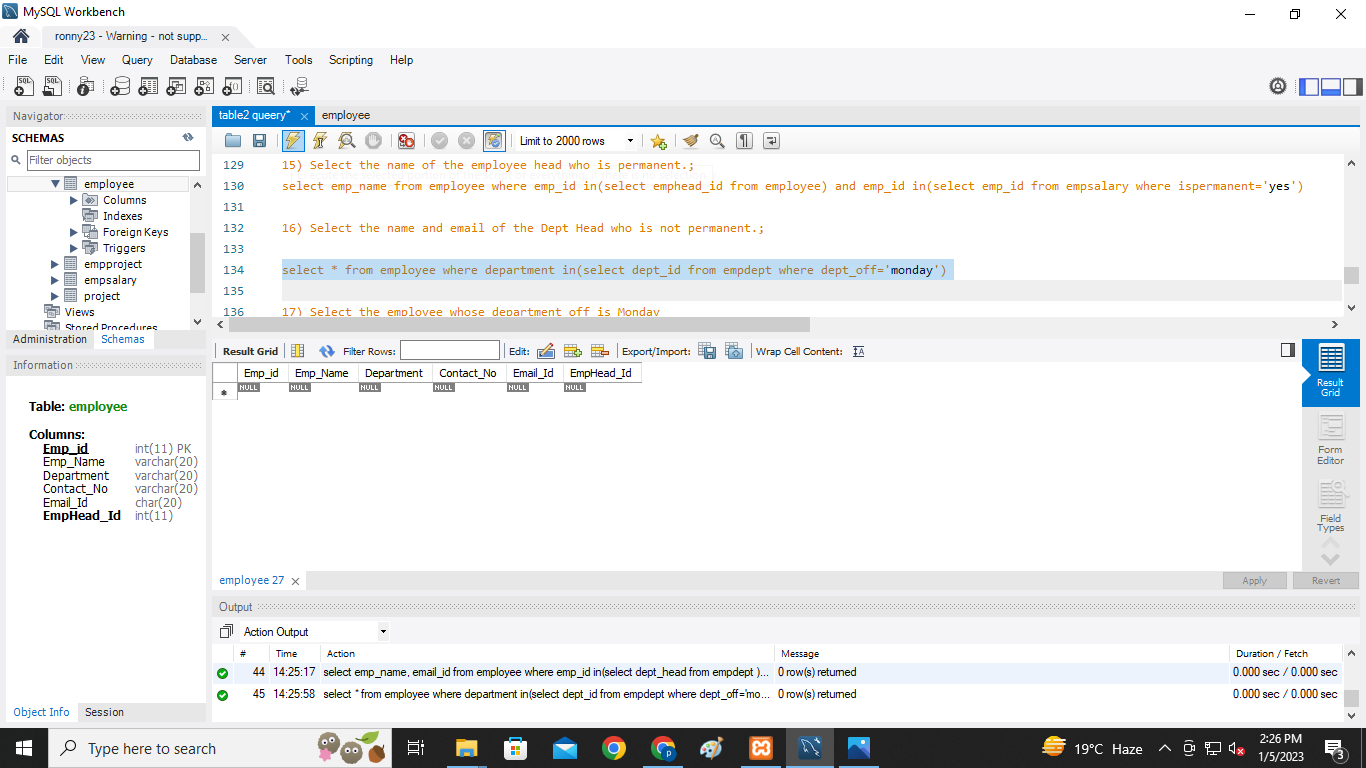 MySQL Workbench
ronny23 - Warning - not supp...
File Edit View Query Database Server Tools Scripting Help
Navigator
SCHEMAS
Filter objects
employee
Columns
Indexes
Foreign Keys
Triggers
empproject
empsalary
project
Views
Stored Procedures
Administration Schemas
Information
Table: employee
Columns:
Emp_id int(11) PK
Emp_Name varchar(20)
Department varchar(20)
Contact_No varchar(20)
Email_Id char(20)
EmpHead_Id int(11)
Object Info Session
table2 queery* employee
Limit to 2000 rows
129 15) Select the name of the employee head who is permanent.;
130 select emp_name from employee where emp_id in(select emphead_id from employee) and emp_id in(select emp_id from empsalary where ispermanent='yes')
131
132 16) Select the name and email of the Dept Head who is not permanent.;
133
134 select * from employee where department in(select dept_id from empdept where dept_off='monday')
135
136 17) Select the employee whose department off is Monday
Result Grid Filter Rows: Edit: Export/Import: Wrap Cell Content:
Emp_id Emp_Name Department Contact_No Email_Id EmpHead_Id
NULL NULL NULL NULL NULL NULL
Result Grid
Form Editor
Field Types
employee 27
Apply Revert
Output
Action Output
# Time Action Message Duration / Fetch
44 14:25:17 select emp_name, email_id from employee where emp_id in(select dept_head from empdept )... 0 row(s) returned 0.000 sec / 0.000 sec
45 14:25:58 select * from employee where department in(select dept_id from empdept where dept_off='mo... 0 row(s) returned 0.000 sec / 0.000 sec
Type here to search
19°C Haze
2:26 PM
1/5/2023
3